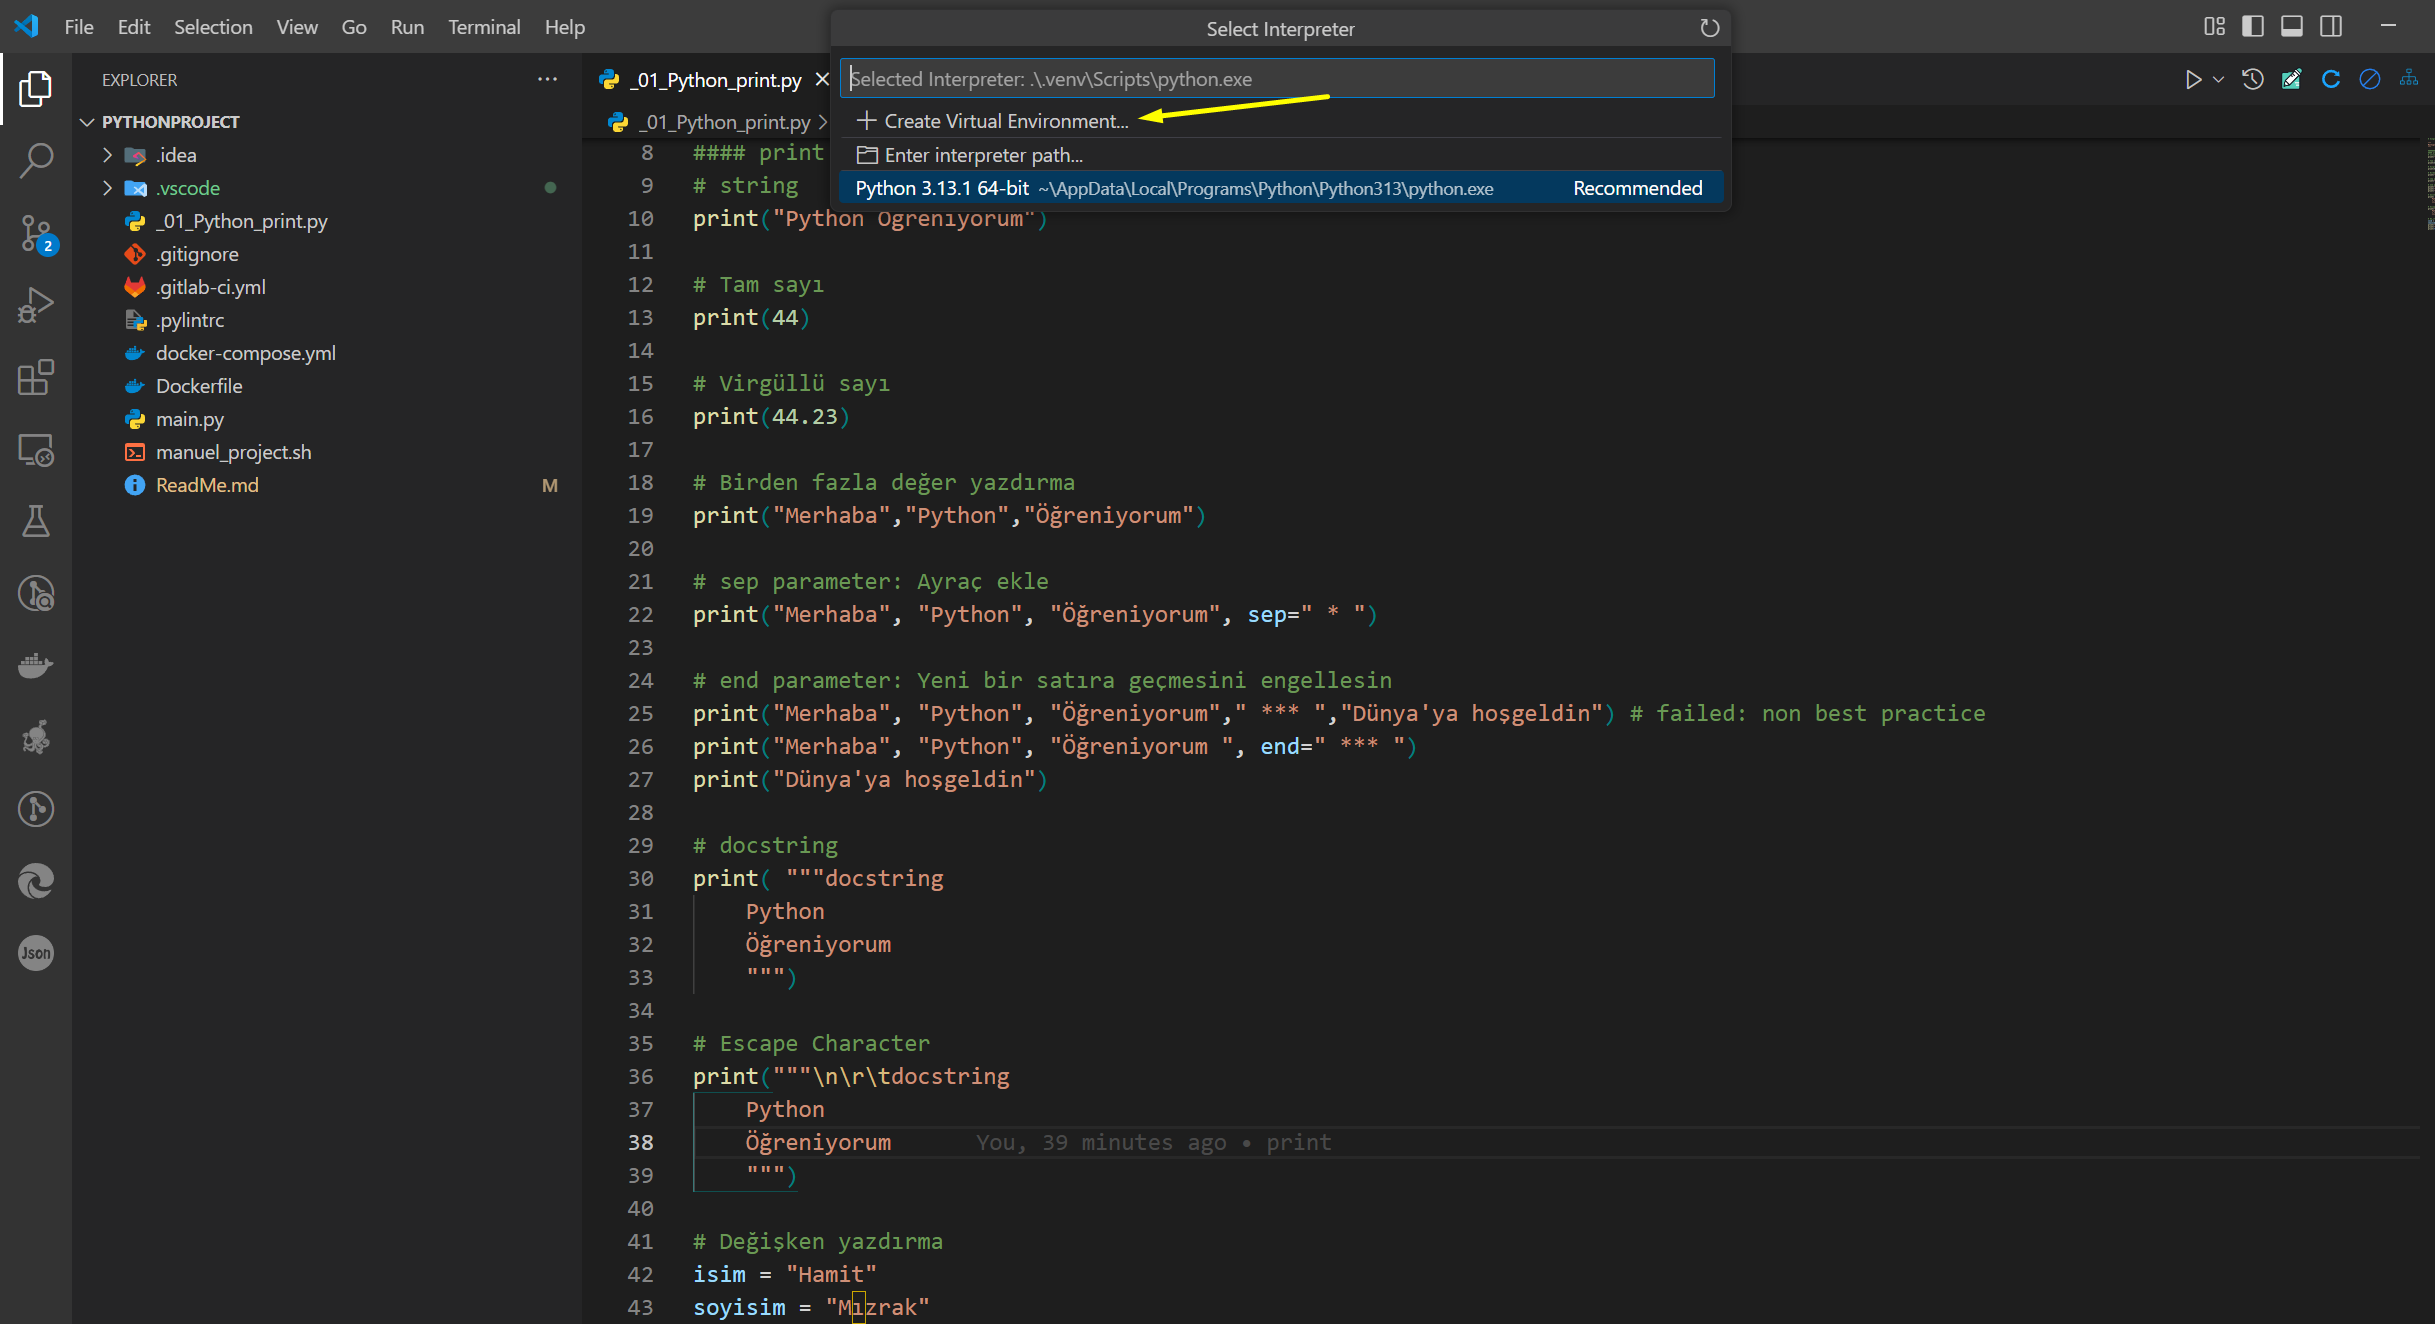 File Edit Selection View Go Run Terminal Help
Select Interpreter
Selected Interpreter: .\.venv\Scripts\python.exe
Create Virtual Environment...
Enter interpreter path...
Python 3.13.1 64-bit ~\AppData\Local\Programs\Python\Python313\python.exe Recommended
EXPLORER
PYTHONPROJECT
.idea
.vscode
_01_Python_print.py
.gitignore
.gitlab-ci.yml
.pylintrc
docker-compose.yml
Dockerfile
main.py
manuel_project.sh
ReadMe.md M
2
Json
_01_Python_print.py
_01_Python_print.py >
8 #### print
9 # string
10 print("Python Öğreniyorum")
11
12 # Tam sayı
13 print(44)
14
15 # Virgüllü sayı
16 print(44.23)
17
18 # Birden fazla değer yazdırma
19 print("Merhaba","Python","Öğreniyorum")
20
21 # sep parameter: Ayraç ekle
22 print("Merhaba", "Python", "Öğreniyorum", sep=" * ")
23
24 # end parameter: Yeni bir satıra geçmesini engellesin
25 print("Merhaba", "Python", "Öğreniyorum"," *** ","Dünya'ya hoşgeldin") # failed: non best practice
26 print("Merhaba", "Python", "Öğreniyorum ", end=" *** ")
27 print("Dünya'ya hoşgeldin")
28
29 # docstring
30 print( """docstring
31 Python
32 Öğreniyorum
33 """)
34
35 # Escape Character
36 print("""\n\r\tdocstring
37 Python
38 Öğreniyorum You, 39 minutes ago • print
39 """)
40
41 # Değişken yazdırma
42 isim = "Hamit"
43 soyisim = "Mızrak"